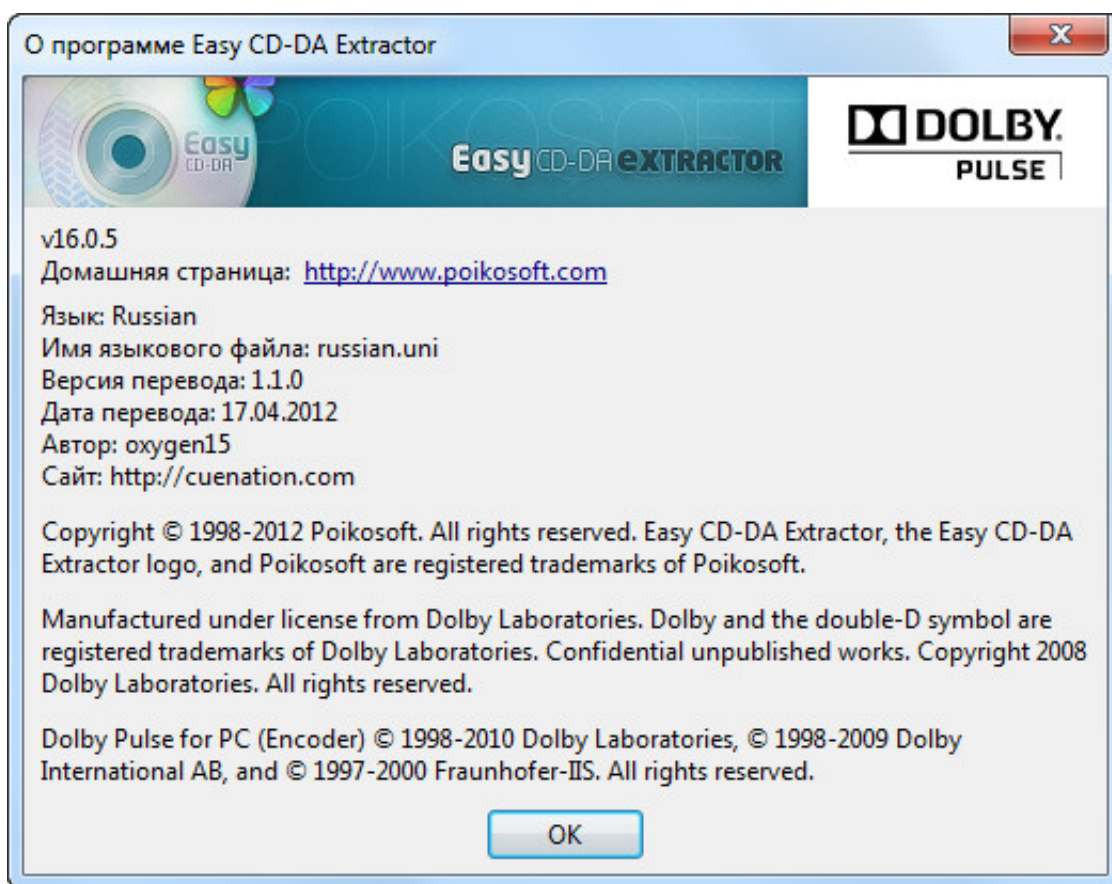 О программе Easy CD-DA Extractor
POIKOSOFT
Easy
CD-DA
Easy CD-DA EXTRACTOR
DOLBY.
PULSE
v16.0.5
Домашняя страница: http://www.poikosoft.com
Язык: Russian
Имя языкового файла: russian.uni
Версия перевода: 1.1.0
Дата перевода: 17.04.2012
Автор: oxygen15
Сайт: http://cuenation.com
Copyright © 1998-2012 Poikosoft. All rights reserved. Easy CD-DA Extractor, the Easy CD-DA
Extractor logo, and Poikosoft are registered trademarks of Poikosoft.
Manufactured under license from Dolby Laboratories. Dolby and the double-D symbol are
registered trademarks of Dolby Laboratories. Confidential unpublished works. Copyright 2008
Dolby Laboratories. All rights reserved.
Dolby Pulse for PC (Encoder) © 1998-2010 Dolby Laboratories, © 1998-2009 Dolby
International AB, and © 1997-2000 Fraunhofer-IIS. All rights reserved.
OK